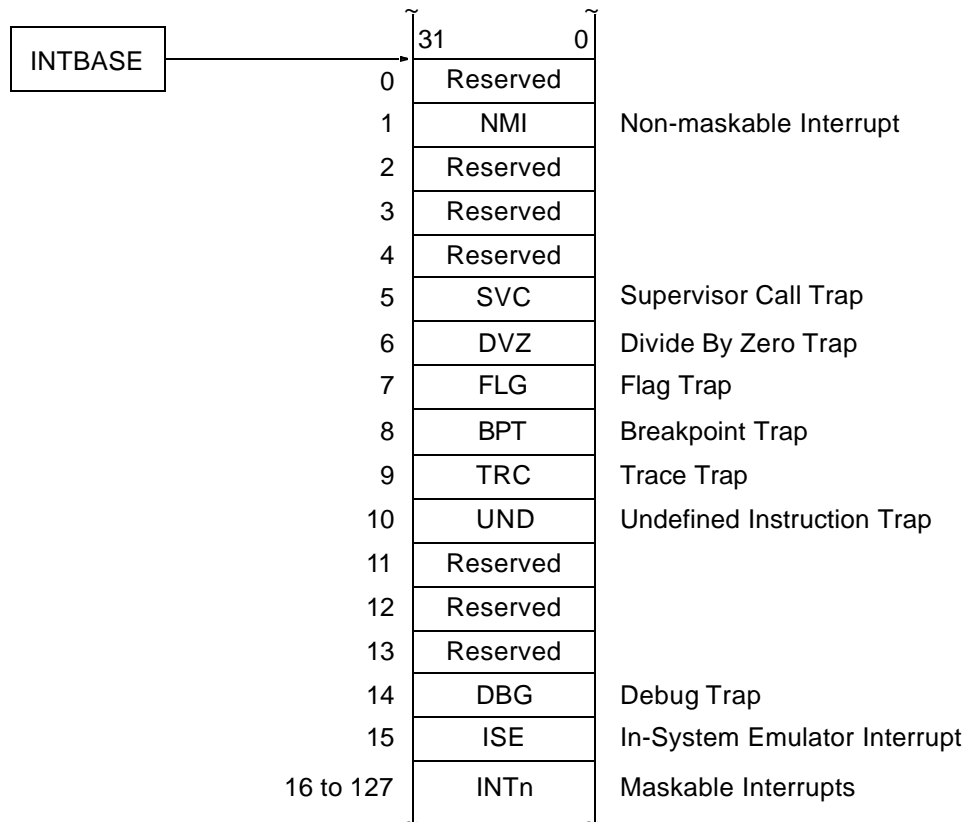 31 0
INTBASE
0 Reserved
1 NMI Non-maskable Interrupt
2 Reserved
3 Reserved
4 Reserved
5 SVC Supervisor Call Trap
6 DVZ Divide By Zero Trap
7 FLG Flag Trap
8 BPT Breakpoint Trap
9 TRC Trace Trap
10 UND Undefined Instruction Trap
11 Reserved
12 Reserved
13 Reserved
14 DBG Debug Trap
15 ISE In-System Emulator Interrupt
16 to 127 INTn Maskable Interrupts